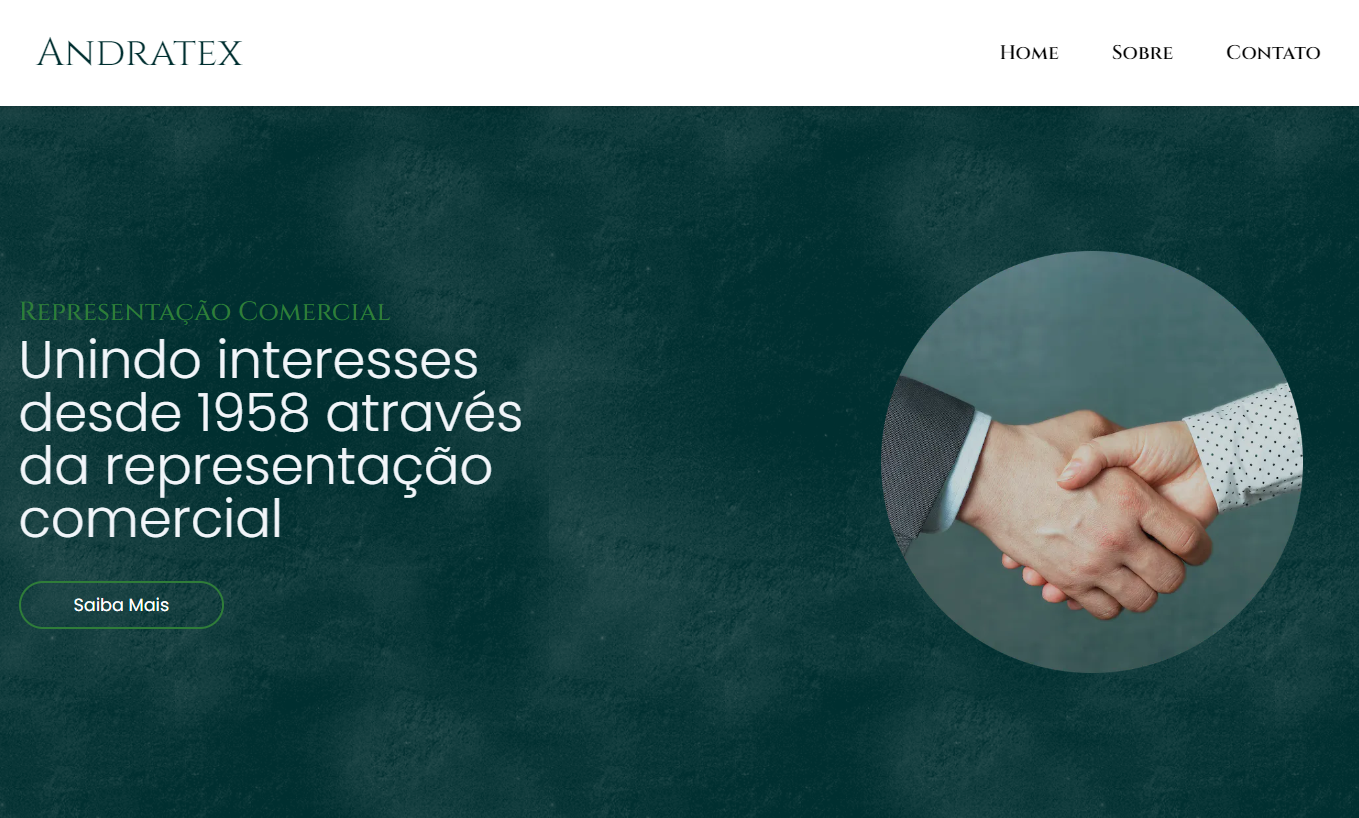 Andratex
Home Sobre Contato
Representação Comercial
Unindo interesses
desde 1958 através
da representação
comercial
Saiba Mais